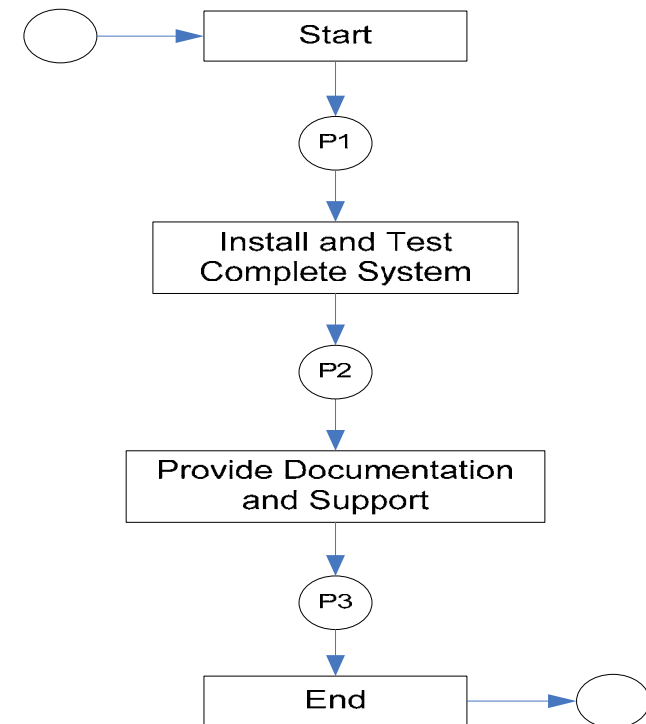 Start
P1
Install and Test
Complete System
P2
Provide Documentation
and Support
P3
End